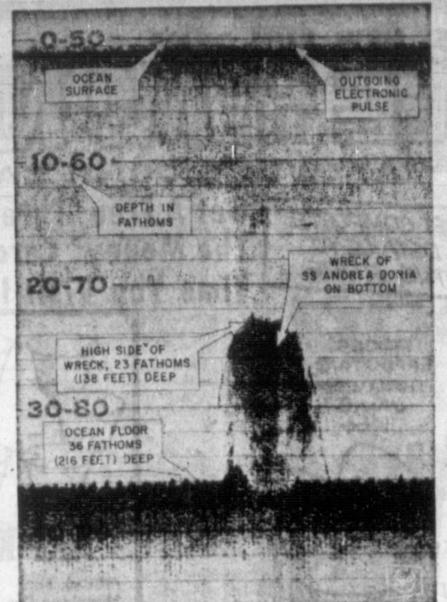 0-50
OCEAN
SURFACE
OUTGOING
ELECTRONIC
PULSE
10-60
DEPTH IN
FATHOMS
WRECK OF
SS ANDREA DORIA
ON BOTTOM
20-70
HIGH SIDE OF
WRECK, 23 FATHOMS
(138 FEET) DEEP
30-80
OCEAN FLOOR
36 FATHOMS
(216 FEET) DEEP